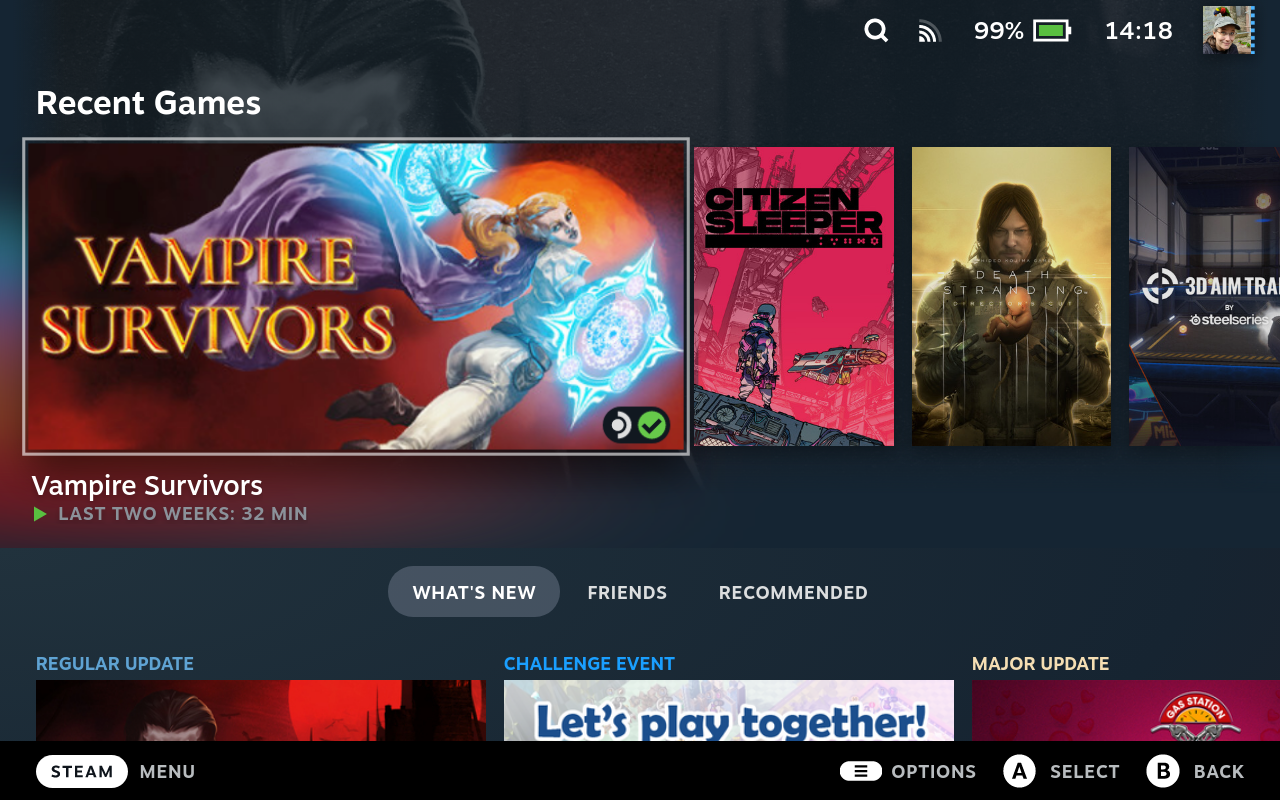 99%
14:18
Recent Games
VAMPIRE
SURVIVORS
CITIZEN
SLEEPER
DEATH
STRANDING
3D AIM TRA
BY
steelseries
Vampire Survivors
LAST TWO WEEKS: 32 MIN
WHAT'S NEW
FRIENDS
RECOMMENDED
REGULAR UPDATE
CHALLENGE EVENT
MAJOR UPDATE
Let's play together!
GAS STATION
STEAM MENU
OPTIONS
A SELECT
B BACK